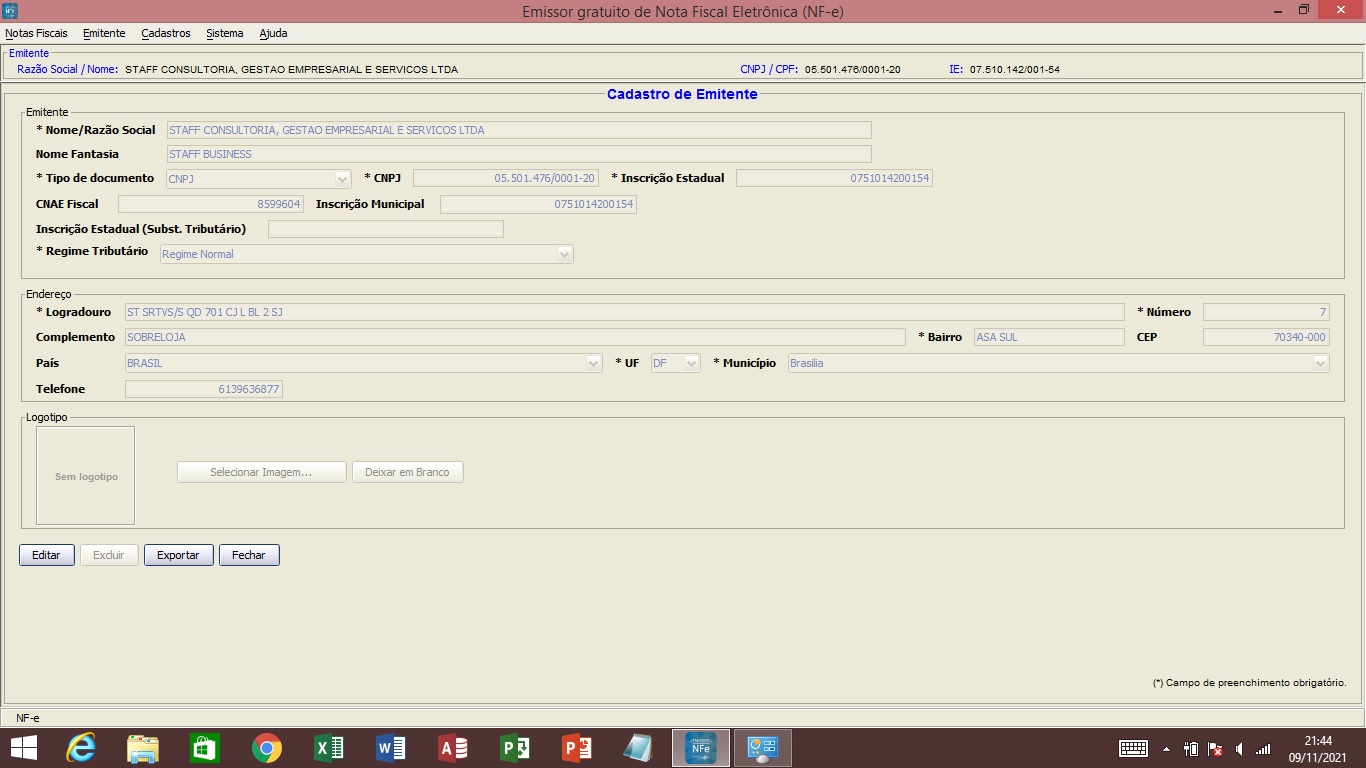 Emissor gratuito de Nota Fiscal Eletrônica (NF-e)
Notas Fiscais Emitente Cadastros Sistema Ajuda
Emitente
Razão Social / Nome: STAFF CONSULTORIA, GESTAO EMPRESARIAL E SERVICOS LTDA CNPJ / CPF: 05.501.476/0001-20 IE: 07.510.142/001-54
Cadastro de Emitente
Emitente
* Nome/Razão Social STAFF CONSULTORIA, GESTAO EMPRESARIAL E SERVICOS LTDA
Nome Fantasia STAFF BUSINESS
* Tipo de documento CNPJ * CNPJ 05.501.476/0001-20 * Inscrição Estadual 0751014200154
CNAE Fiscal 8599604 Inscrição Municipal 0751014200154
Inscrição Estadual (Subst. Tributário)
* Regime Tributário Regime Normal
Endereço
* Logradouro ST SRTVS/S QD 701 CJ L BL 2 SJ * Número 7
Complemento SOBRELOJA * Bairro ASA SUL CEP 70340-000
País BRASIL * UF DF * Município Brasilia
Telefone 6139636877
Logotipo
Sem logotipo Selecionar Imagem... Deixar em Branco
Editar Excluir Exportar Fechar
(*) Campo de preenchimento obrigatório.
NF-e
NFe
21:44
09/11/2021